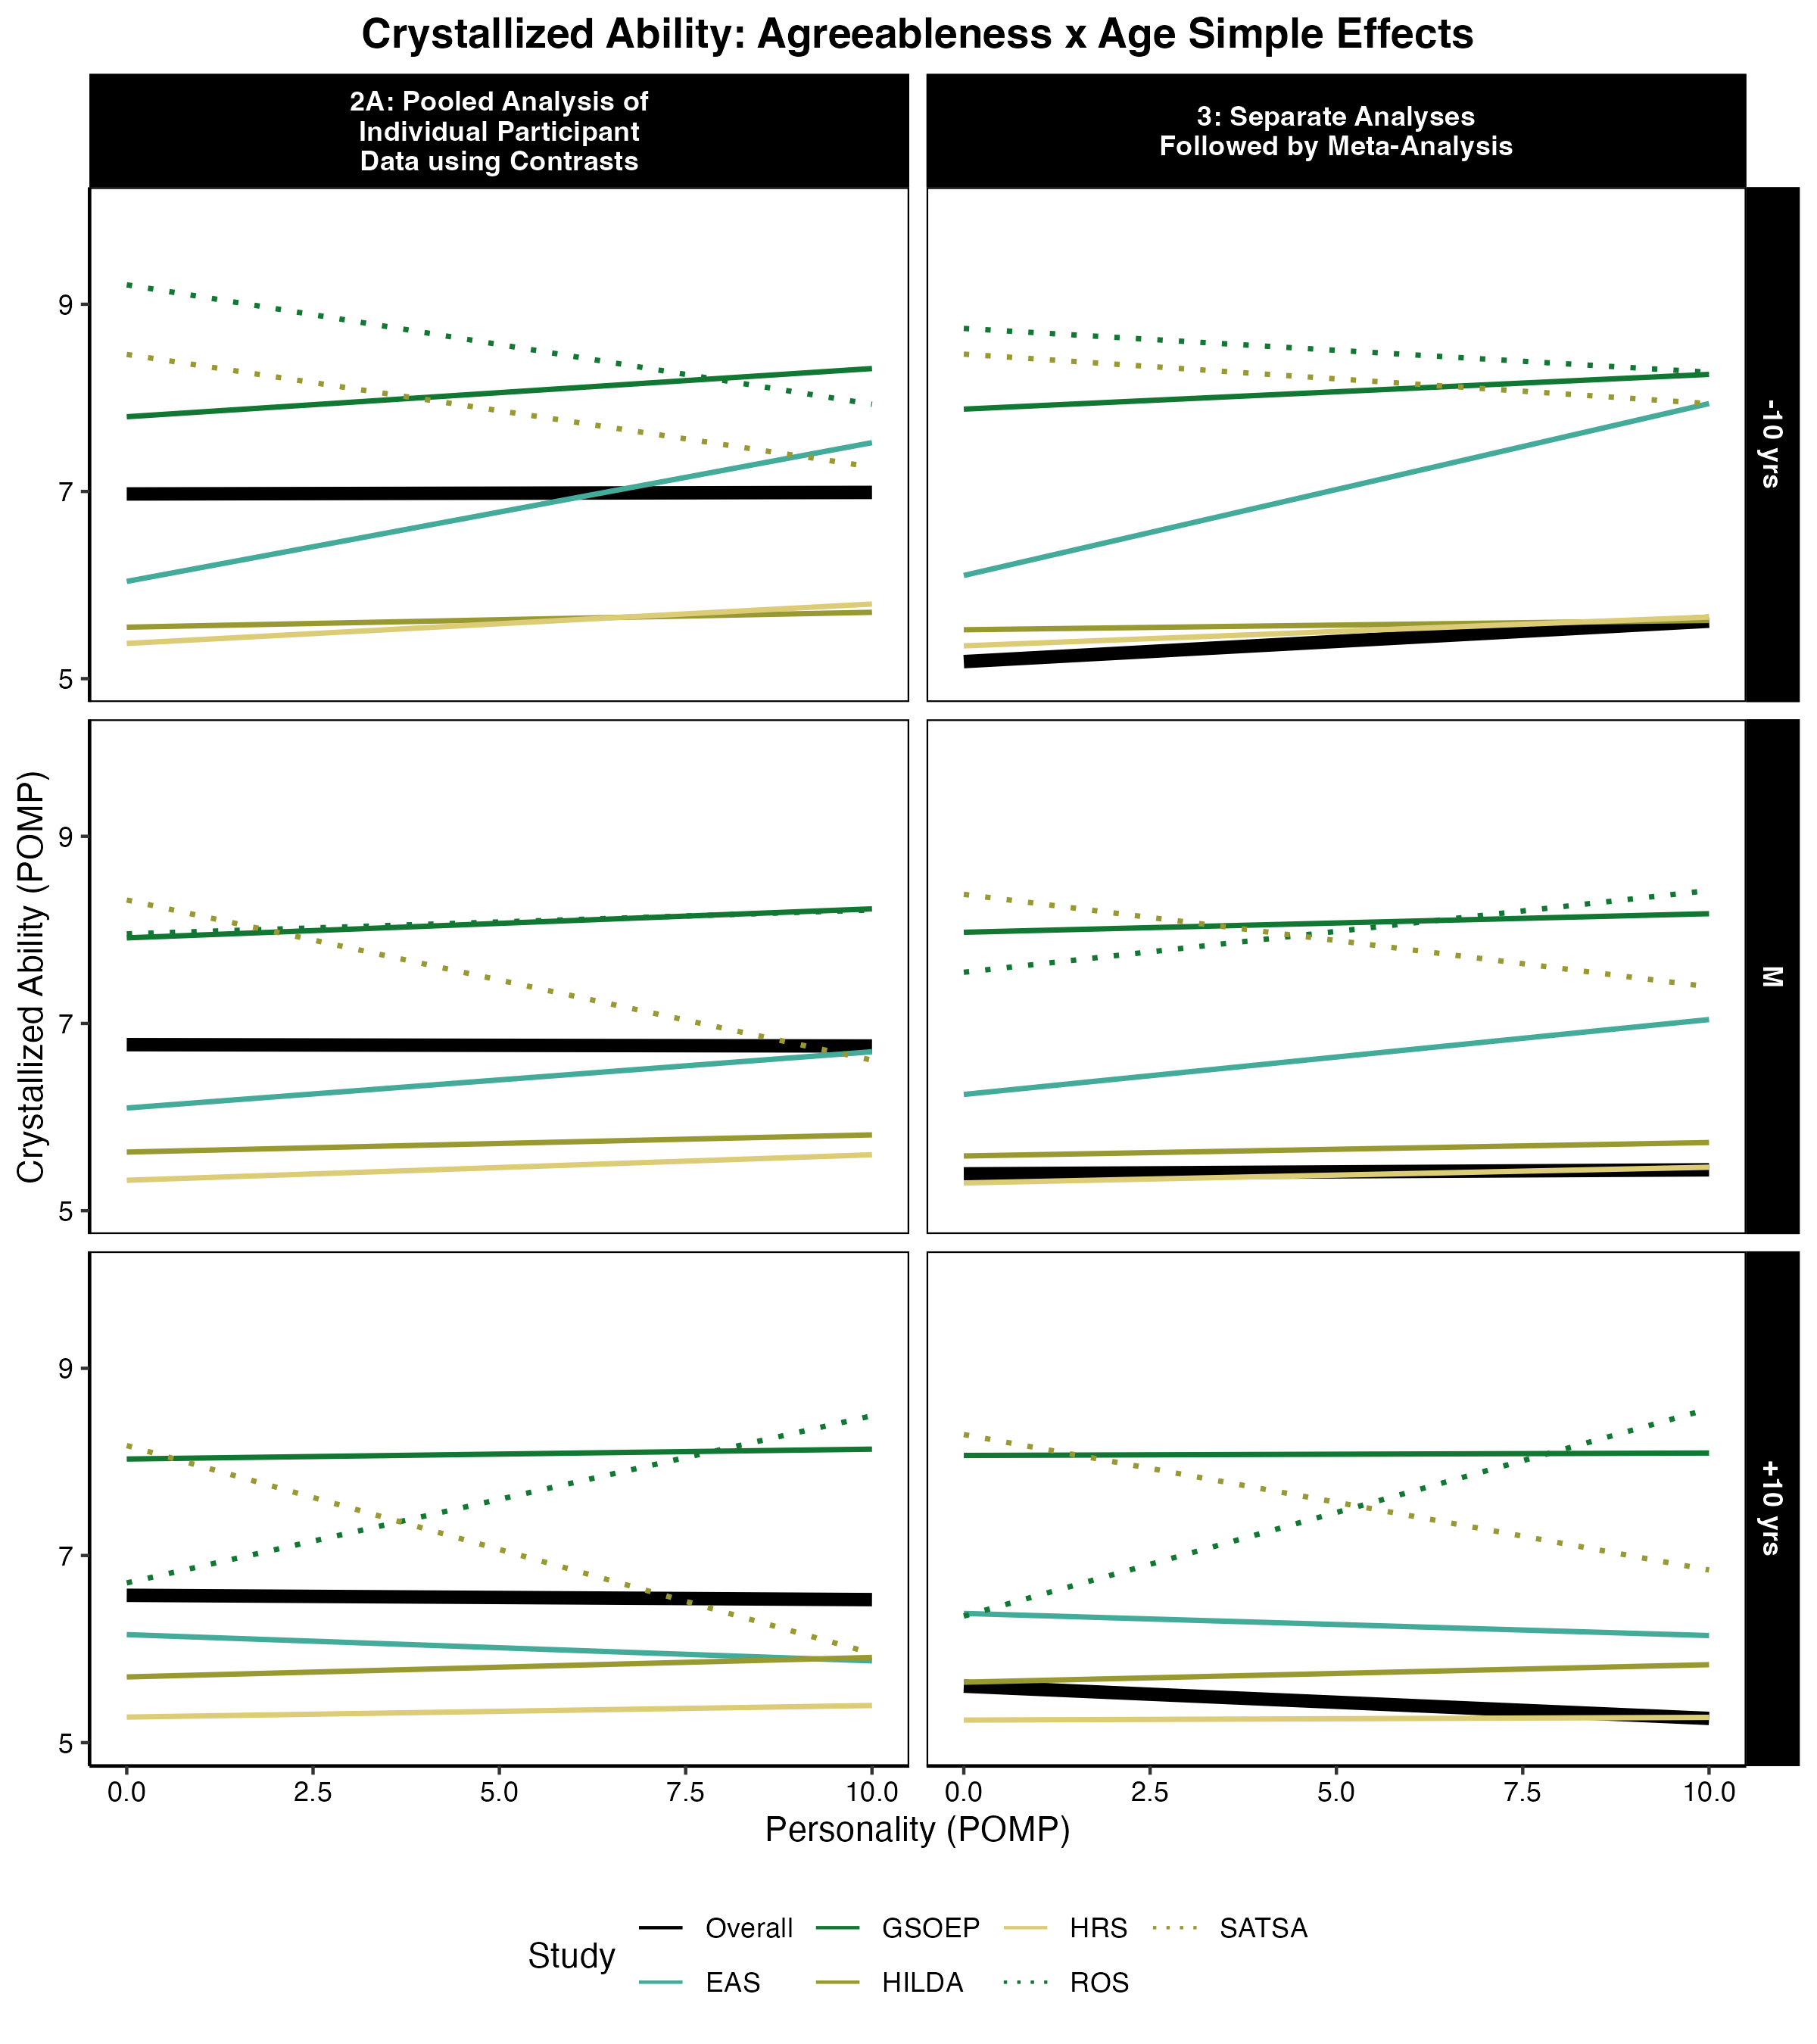 Crystallized Ability: Agreeableness x Age Simple Effects
2A: Pooled Analysis of
Individual Participant
Data using Contrasts
3: Separate Analyses
Followed by Meta-Analysis
Crystallized Ability (POMP)
9
7
5
-10 yrs
9
7
5
M
9
7
5
+10 yrs
0.0 2.5 5.0 7.5 10.0 0.0 2.5 5.0 7.5 10.0
Personality (POMP)
Study
Overall GSOEP HRS SATSA
EAS HILDA ROS